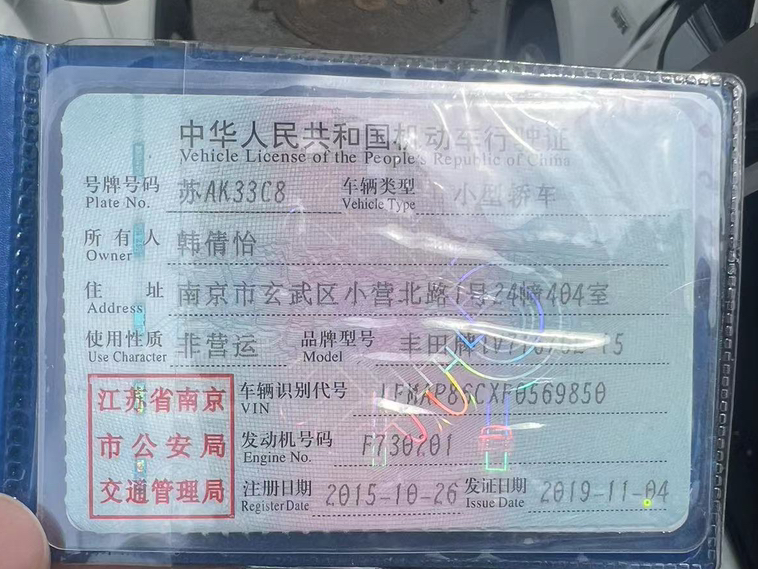 中华人民共和国机动车行驶证
Vehicle License of the People's Republic of China
号牌号码 苏AK33C8 车辆类型 小型轿车
Plate No. Vehicle Type
所有人 韩倩怡
Owner
住址 南京市玄武区小营北路1号24幢404室
Address
使用性质 非营运 品牌型号 丰田牌
Use Character Model
车辆识别代号 LFMAP86CXF0569850
VIN
发动机号码
Engine No.
注册日期 2015-10-26 发证日期 2019-11-04
Register Date Issue Date
江苏省南京
市公安局
交通管理局